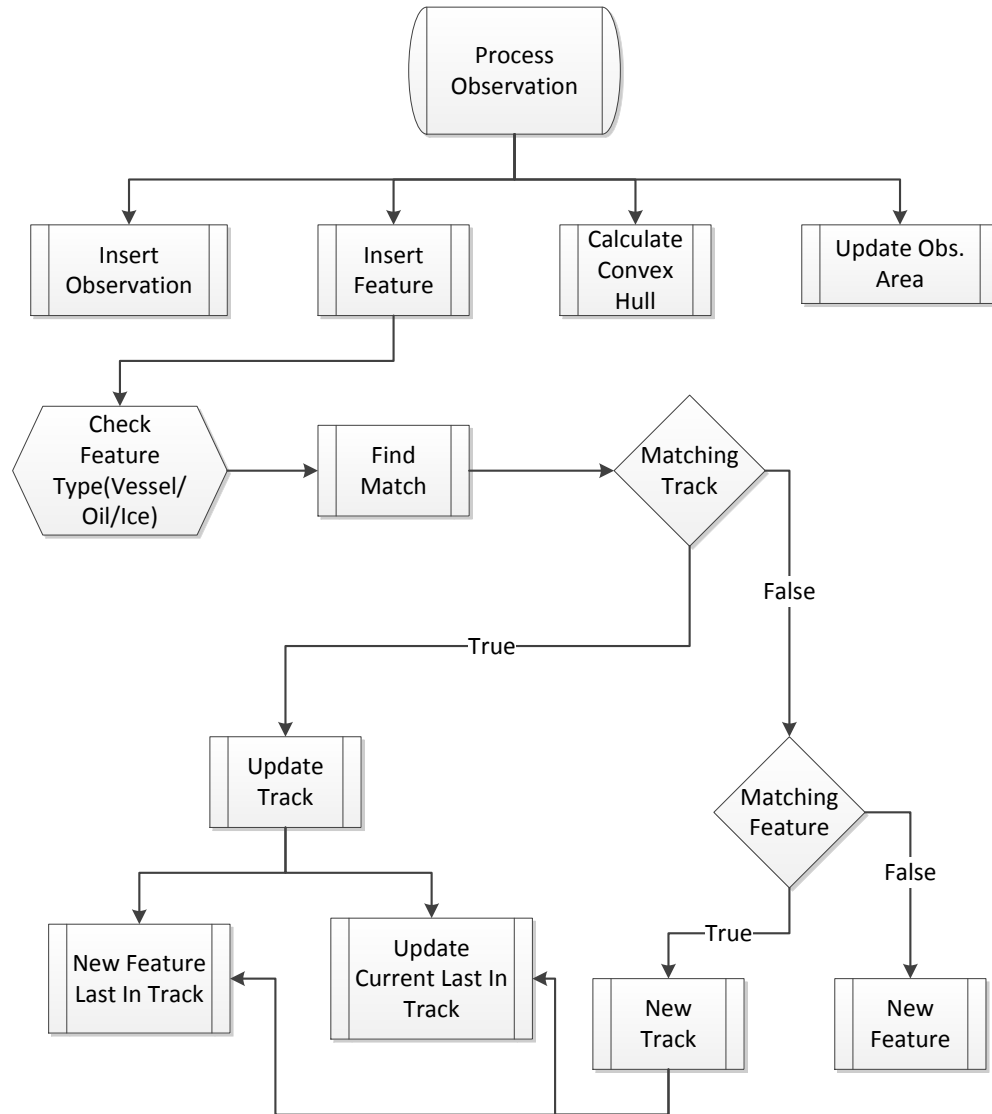 Process
Observation
Insert
Observation
Insert
Feature
Calculate
Convex
Hull
Update Obs.
Area
Check
Feature
Type(Vessel/
Oil/Ice)
Find
Match
Matching
Track
False
True
Update
Track
Matching
Feature
False
True
New Feature
Last In Track
Update
Current Last In
Track
New
Track
New
Feature